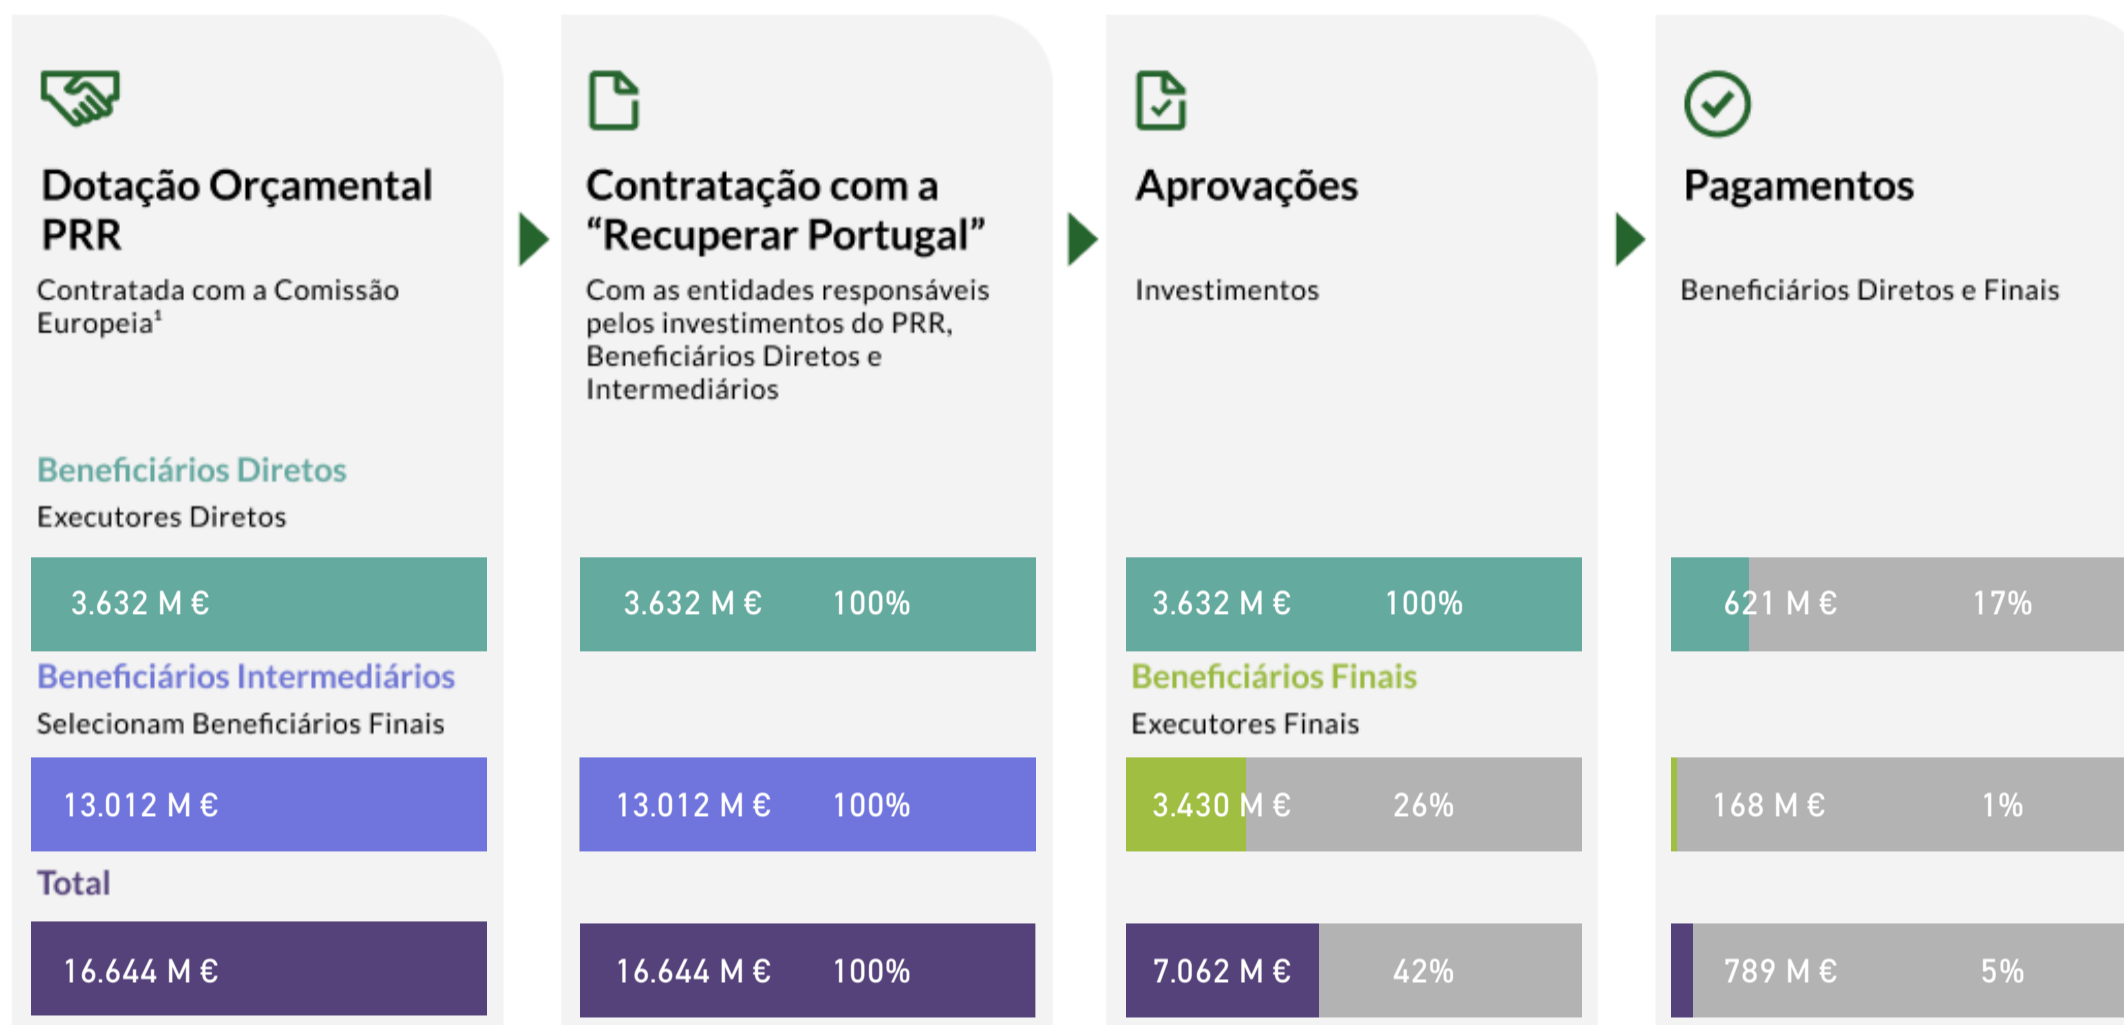 Dotação Orçamental
PRR
Contratada com a Comissão
Europeia¹
Contratação com a
“Recuperar Portugal”
Com as entidades responsáveis
pelos investimentos do PRR,
Beneficiários Diretos e
Intermediários
Aprovações
Investimentos
Pagamentos
Beneficiários Diretos e Finais
Beneficiários Diretos
Executores Diretos
3.632 M €
3.632 M € 100%
3.632 M € 100%
621 M € 17%
Beneficiários Intermediários
Selecionam Beneficiários Finais
Beneficiários Finais
Executores Finais
13.012 M €
13.012 M € 100%
3.430 M € 26%
168 M € 1%
Total
16.644 M €
16.644 M € 100%
7.062 M € 42%
789 M € 5%